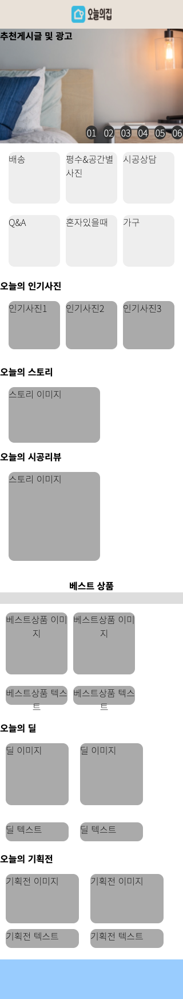 오늘의집
추천게시글 및 광고
01 02 03 04 05 06
배송
평수&공간별
사진
시공상담
Q&A
혼자있을때
가구
오늘의 인기사진
인기사진1
인기사진2
인기사진3
오늘의 스토리
스토리 이미지
오늘의 시공리뷰
스토리 이미지
베스트 상품
베스트상품 이미
지
베스트상품 이미
지
베스트상품 텍스
트
베스트상품 텍스
트
오늘의 딜
딜 이미지
딜 이미지
딜 텍스트
딜 텍스트
오늘의 기획전
기획전 이미지
기획전 이미지
기획전 텍스트
기획전 텍스트